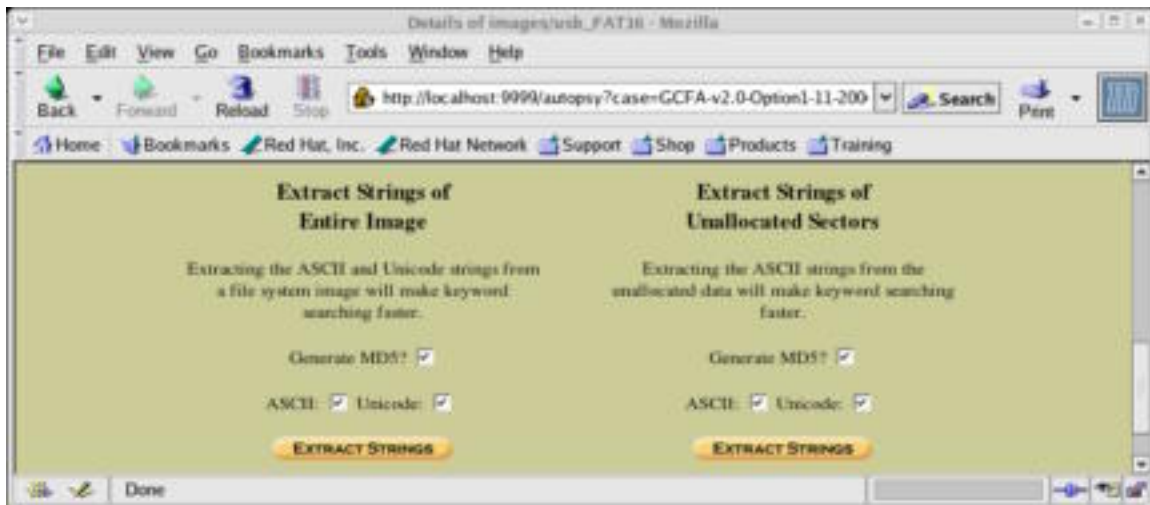 Details of images/usb_FAT16 - Mozilla
File Edit View Go Bookmarks Tools Window Help
Back Forward Reload Stop http://localhost:9999/autopsy?case=GCFA-v2.0-Option1-11-200 Search Print
Home Bookmarks Red Hat, Inc. Red Hat Network Support Shop Products Training
Extract Strings of
Entire Image
Extracting the ASCII and Unicode strings from
a file system image will make keyword
searching faster.
Generate MD5?
ASCII: Unicode:
EXTRACT STRINGS
Extract Strings of
Unallocated Sectors
Extracting the ASCII strings from the
unallocated data will make keyword searching
faster.
Generate MD5?
ASCII: Unicode:
EXTRACT STRINGS
Done